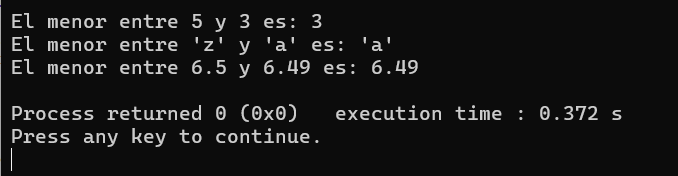 El menor entre 5 y 3 es: 3
El menor entre 'z' y 'a' es: 'a'
El menor entre 6.5 y 6.49 es: 6.49
Process returned 0 (0x0)   execution time : 0.372 s
Press any key to continue.